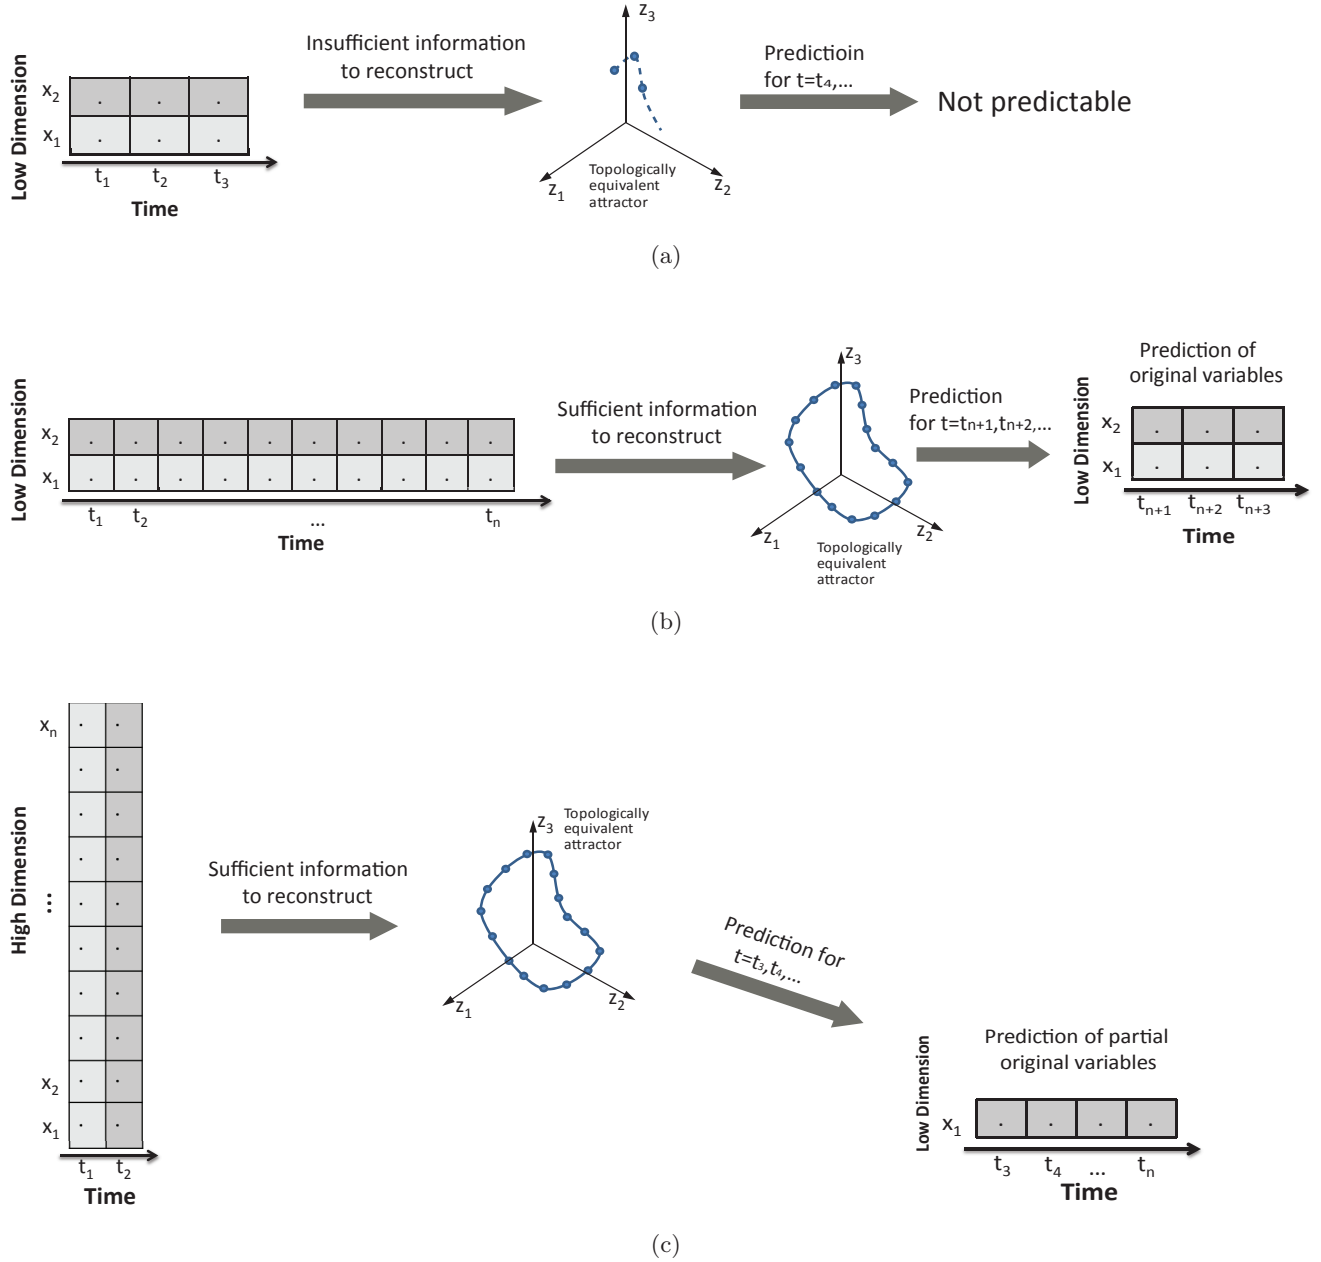 Low Dimension
x2
x1
t1 t2 t3
Time
Insufficient information
to reconstruct
z3
z1
z2
Topologically
equivalent
attractor
Predictioin
for t=t4,...
Not predictable
(a)
Low Dimension
x2
x1
t1 t2 ... tn
Time
Sufficient information
to reconstruct
z3
z1
z2
Topologically
equivalent
attractor
Prediction
for t=tn+1,tn+2,...
Prediction of
original variables
Low Dimension
x2
x1
tn+1 tn+2 tn+3
Time
(b)
High Dimension
xn
...
x2
x1
t1 t2
Time
Sufficient information
to reconstruct
z3
z1
z2
Topologically
equivalent
attractor
Prediction for
t=t3,t4,...
Prediction of partial
original variables
Low Dimension
x1
t3 t4 ... tn
Time
(c)